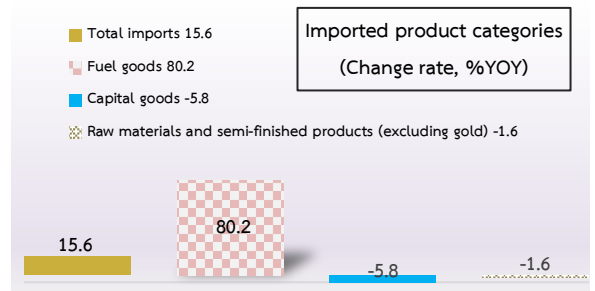 Imported product categories
(Change rate, %YOY)
Total imports 15.6
Fuel goods 80.2
Capital goods -5.8
Raw materials and semi-finished products (excluding gold) -1.6
15.6
80.2
-5.8
-1.6